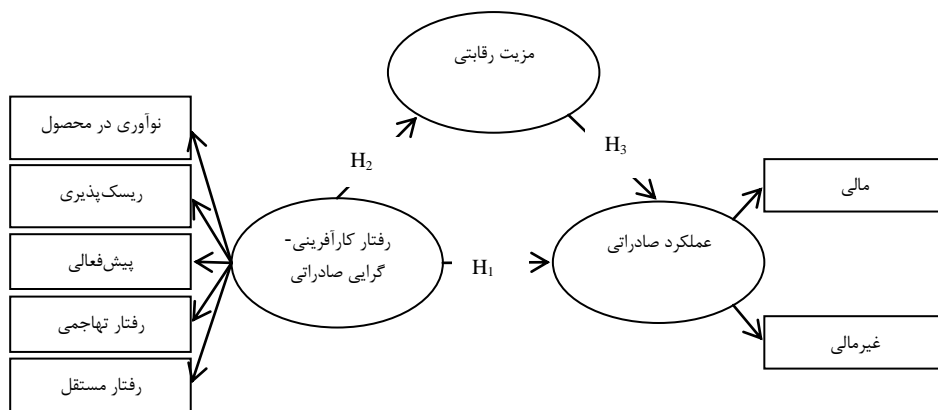 مزیت رقابتی
نوآوری در محصول
ریسک‌پذیری
پیش‌فعالی
رفتار تهاجمی
رفتار مستقل
H2
H3
رفتار کارآفرینی-
گرایی صادراتی
H1
عملکرد صادراتی
مالی
غیرمالی